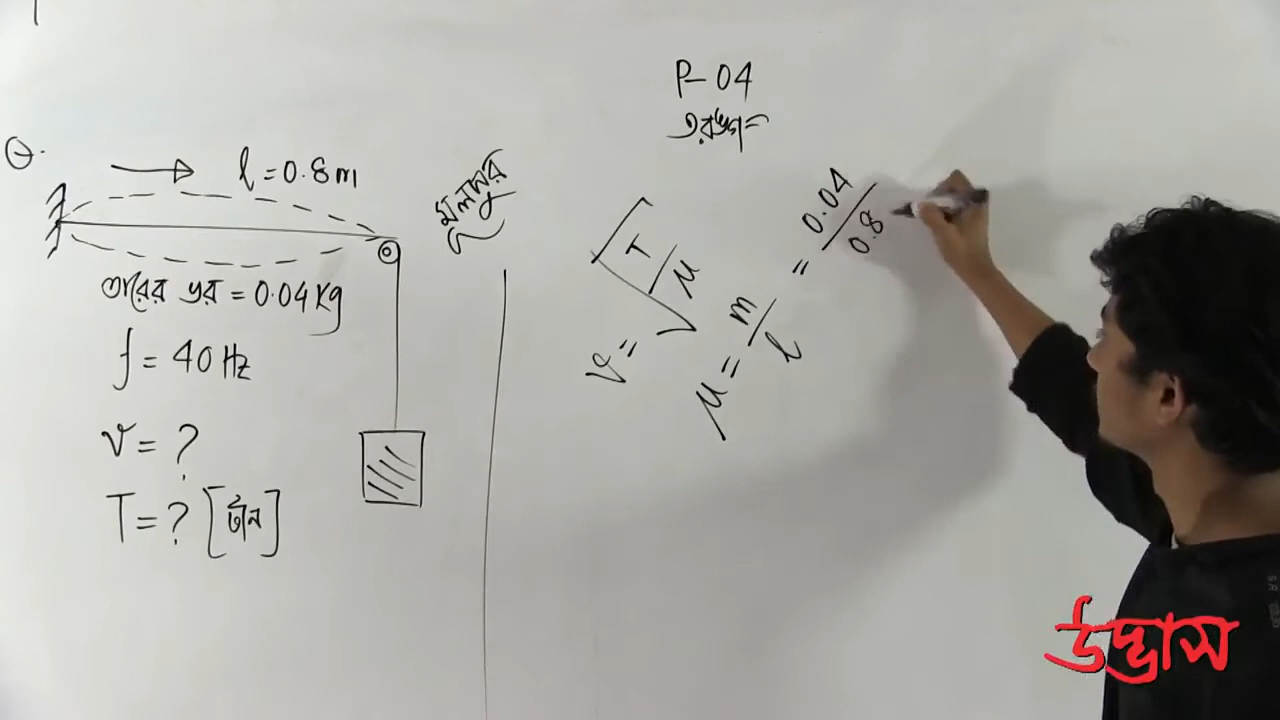 P-04
তরঙ্গ
l = 0.8 m
মূলসুর
তারের ভর = 0.04 Kg
f = 40 Hz
v = ?
T = ? [টান]
v = √T/μ
μ = m/l = 0.04/0.8
উদ্ভাস